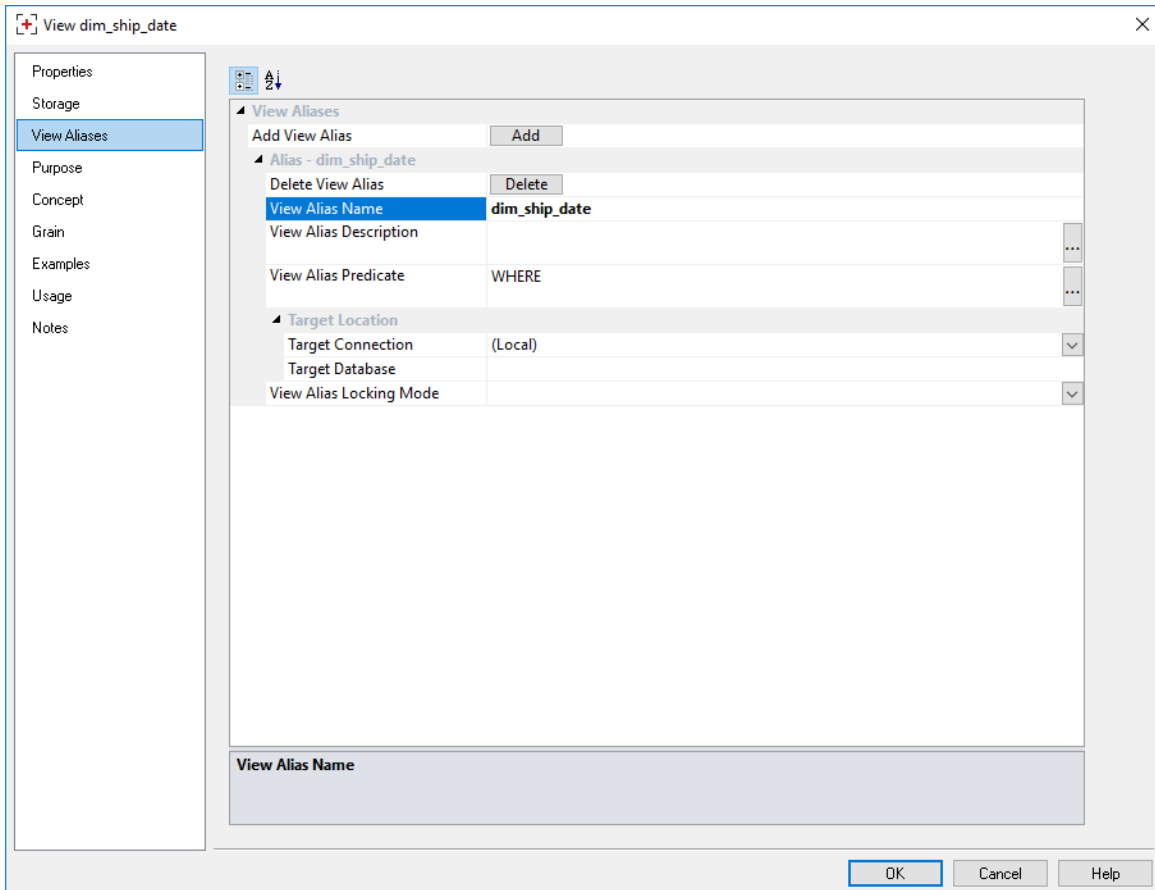 View dim_ship_date
Properties
Storage
View Aliases
Purpose
Concept
Grain
Examples
Usage
Notes
View Aliases
Add View Alias Add
Alias - dim_ship_date
Delete View Alias Delete
View Alias Name dim_ship_date
View Alias Description ...
View Alias Predicate WHERE ...
Target Location
Target Connection (Local)
Target Database
View Alias Locking Mode
View Alias Name
OK Cancel Help